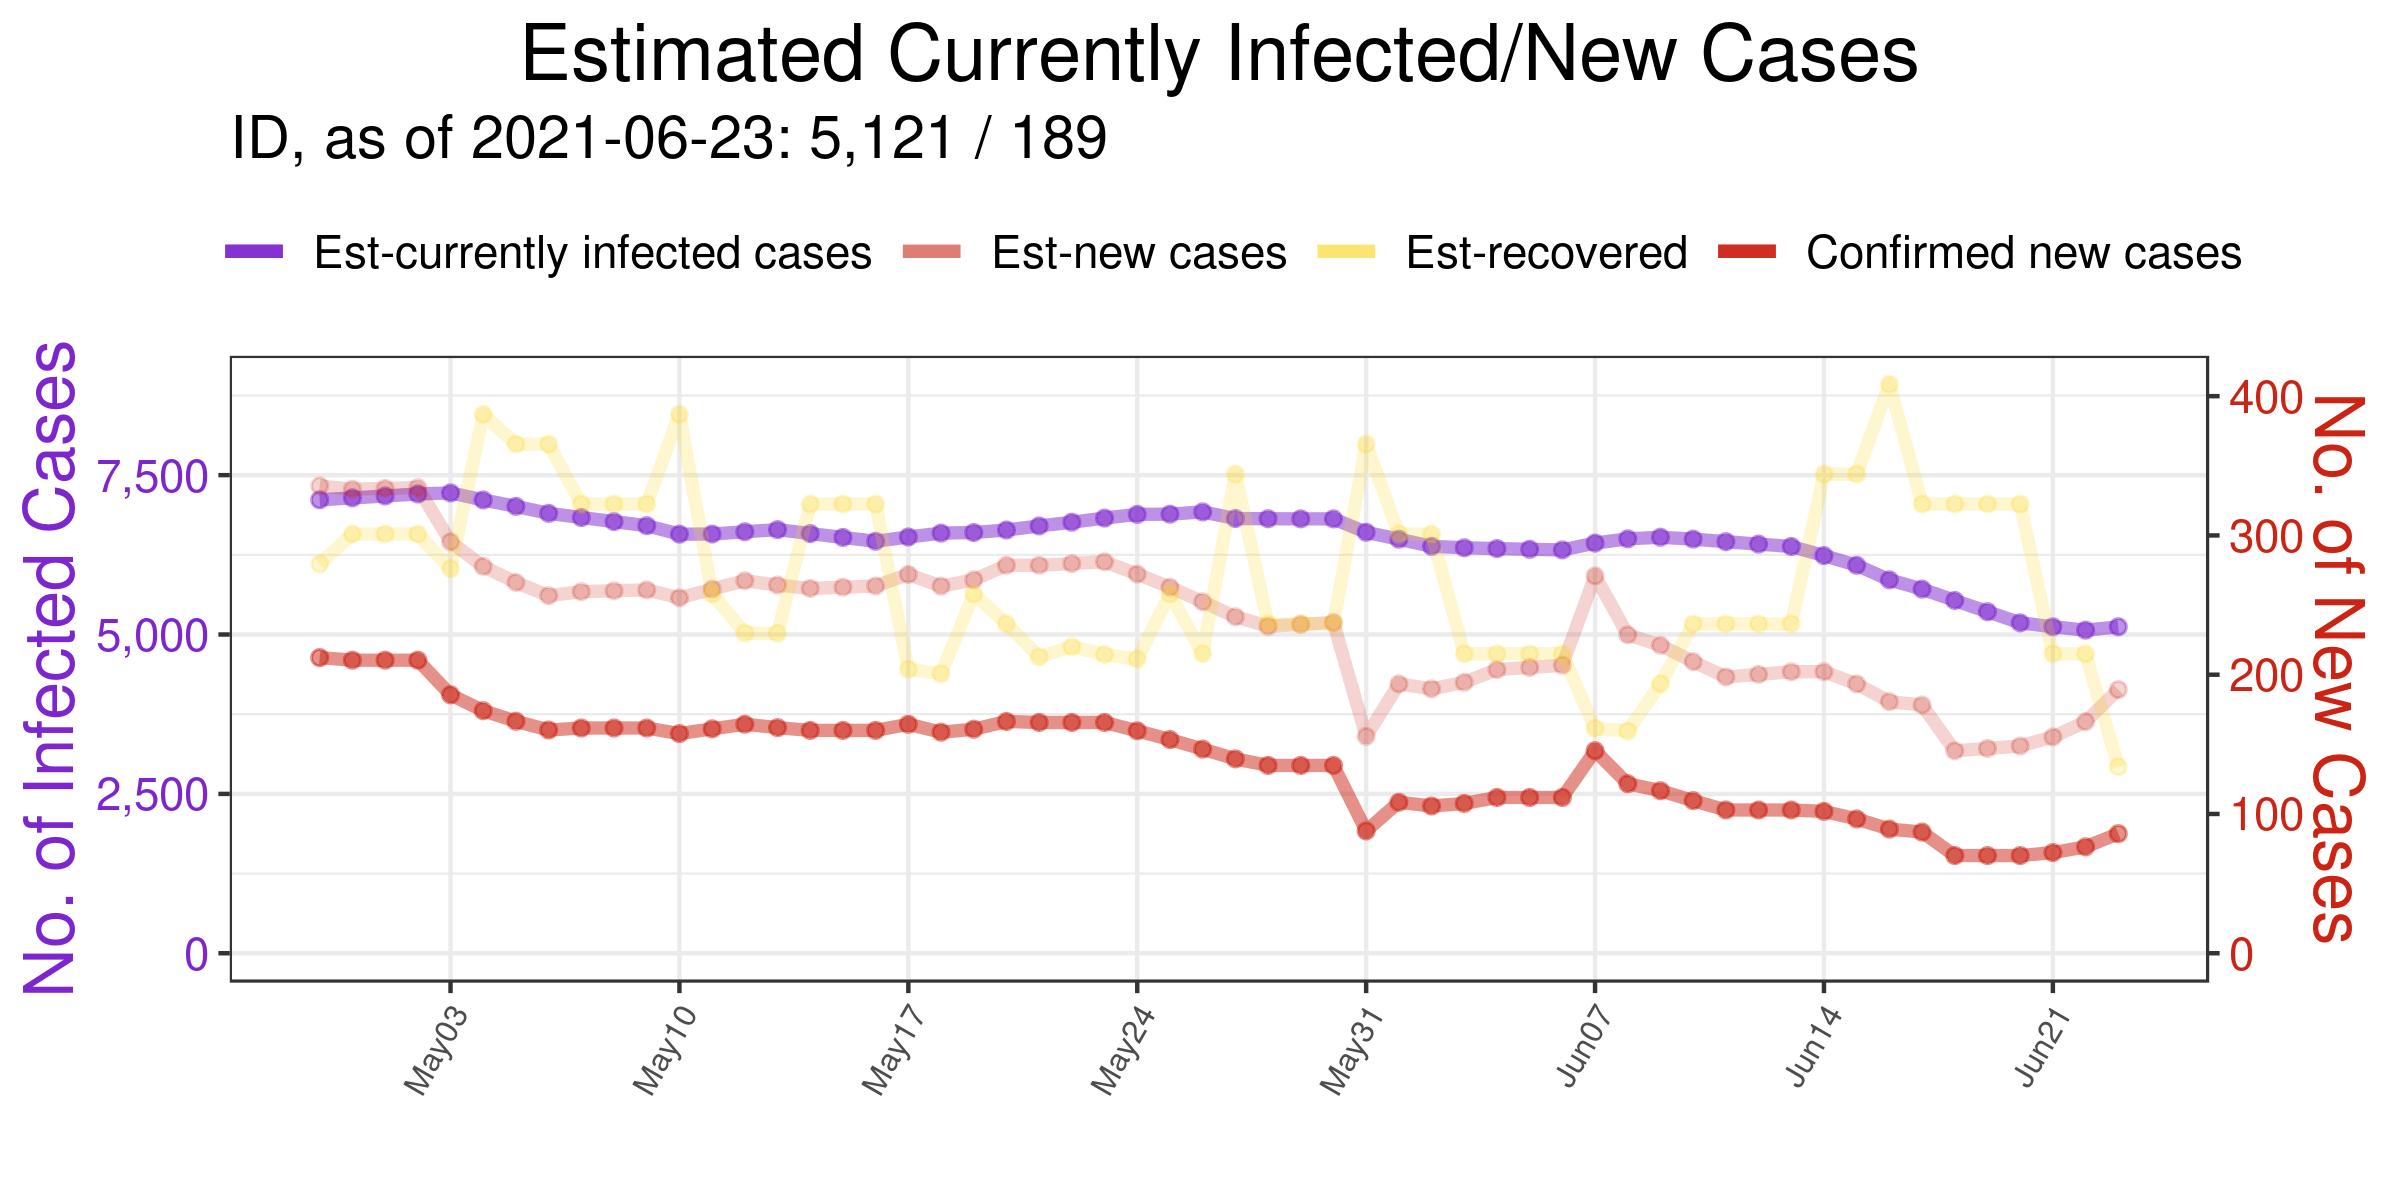 Estimated Currently Infected/New Cases
ID, as of 2021-06-23: 5,121 / 189
Est-currently infected cases Est-new cases Est-recovered Confirmed new cases
No. of Infected Cases
7,500
5,000
2,500
0
400
300
200
100
0
No. of New Cases
May03 May10 May17 May24 May31 Jun07 Jun14 Jun21